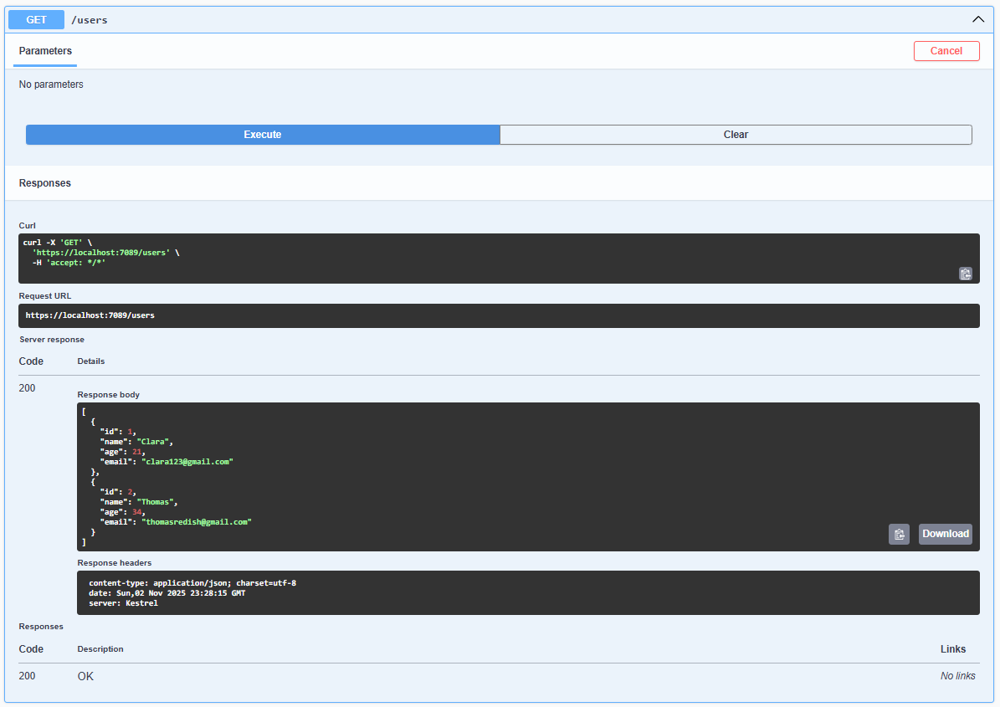 GET /users
Parameters Cancel
No parameters
Execute Clear
Responses
Curl
curl -X 'GET' \
  'https://localhost:7089/users' \
  -H 'accept: */*'
Request URL
https://localhost:7089/users
Server response
Code Details
200
Response body
[
  {
    "id": 1,
    "name": "Clara",
    "age": 21,
    "email": "clara123@gmail.com"
  },
  {
    "id": 2,
    "name": "Thomas",
    "age": 34,
    "email": "thomasredish@gmail.com"
  }
]
Download
Response headers
content-type: application/json; charset=utf-8
date: Sun,02 Nov 2025 23:28:15 GMT
server: Kestrel
Responses
Code Description Links
200 OK No links